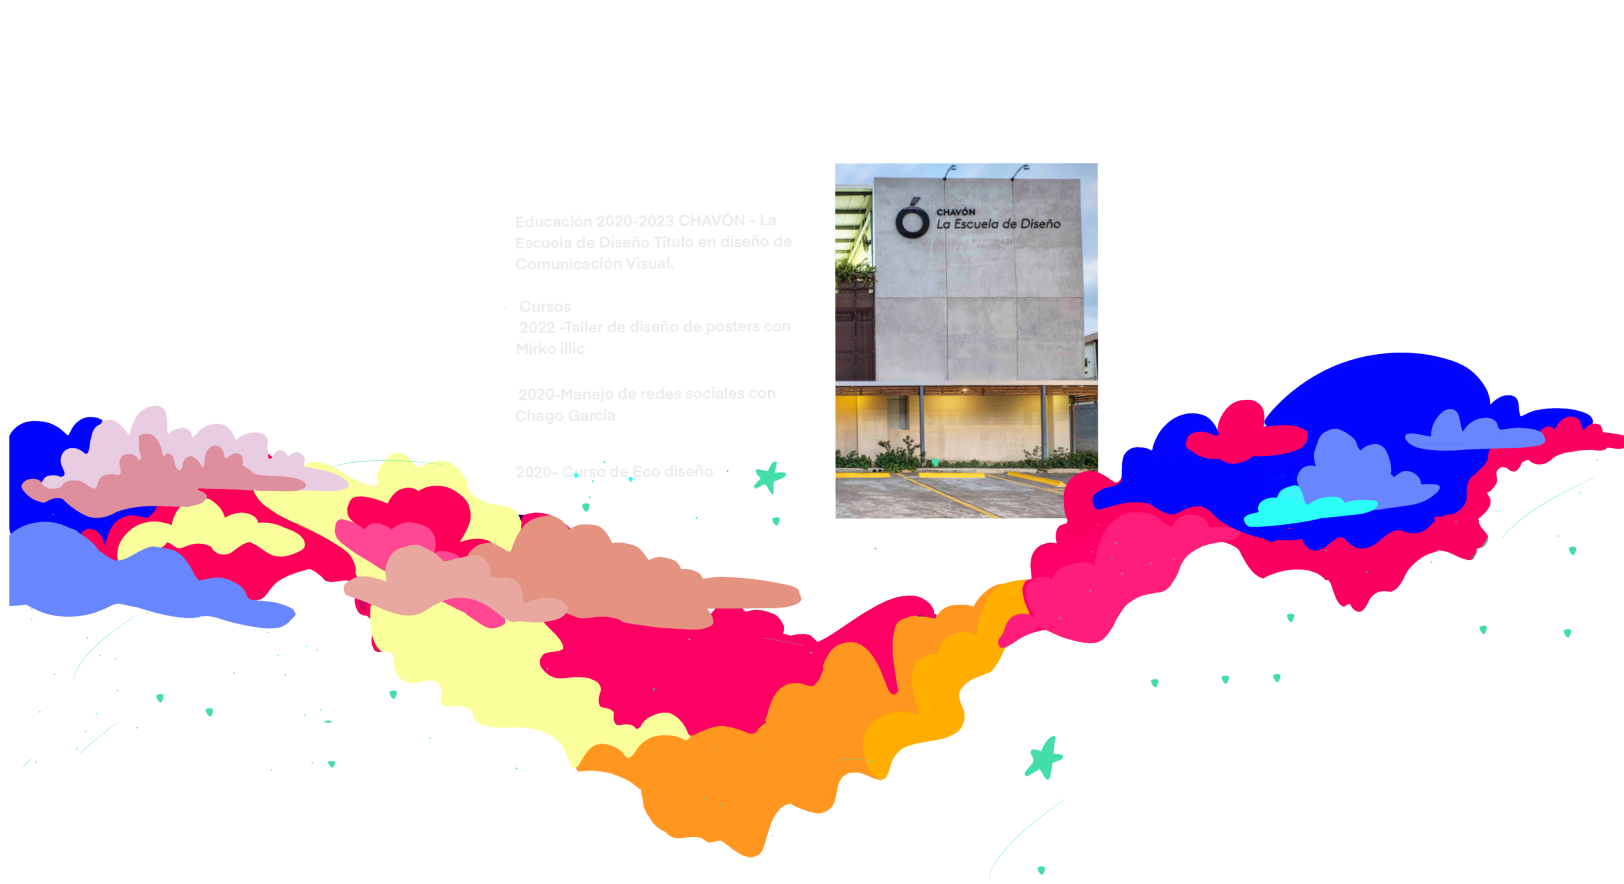 Educación 2020-2023 CHAVÓN - La
Escuela de Diseño Título en diseño de
Comunicación Visual.
Cursos
2022 -Taller de diseño de posters con
Mirko illic
2020-Manejo de redes sociales con
Chago García
2020- Curso de Eco diseño
CHAVÓN
La Escuela de Diseño